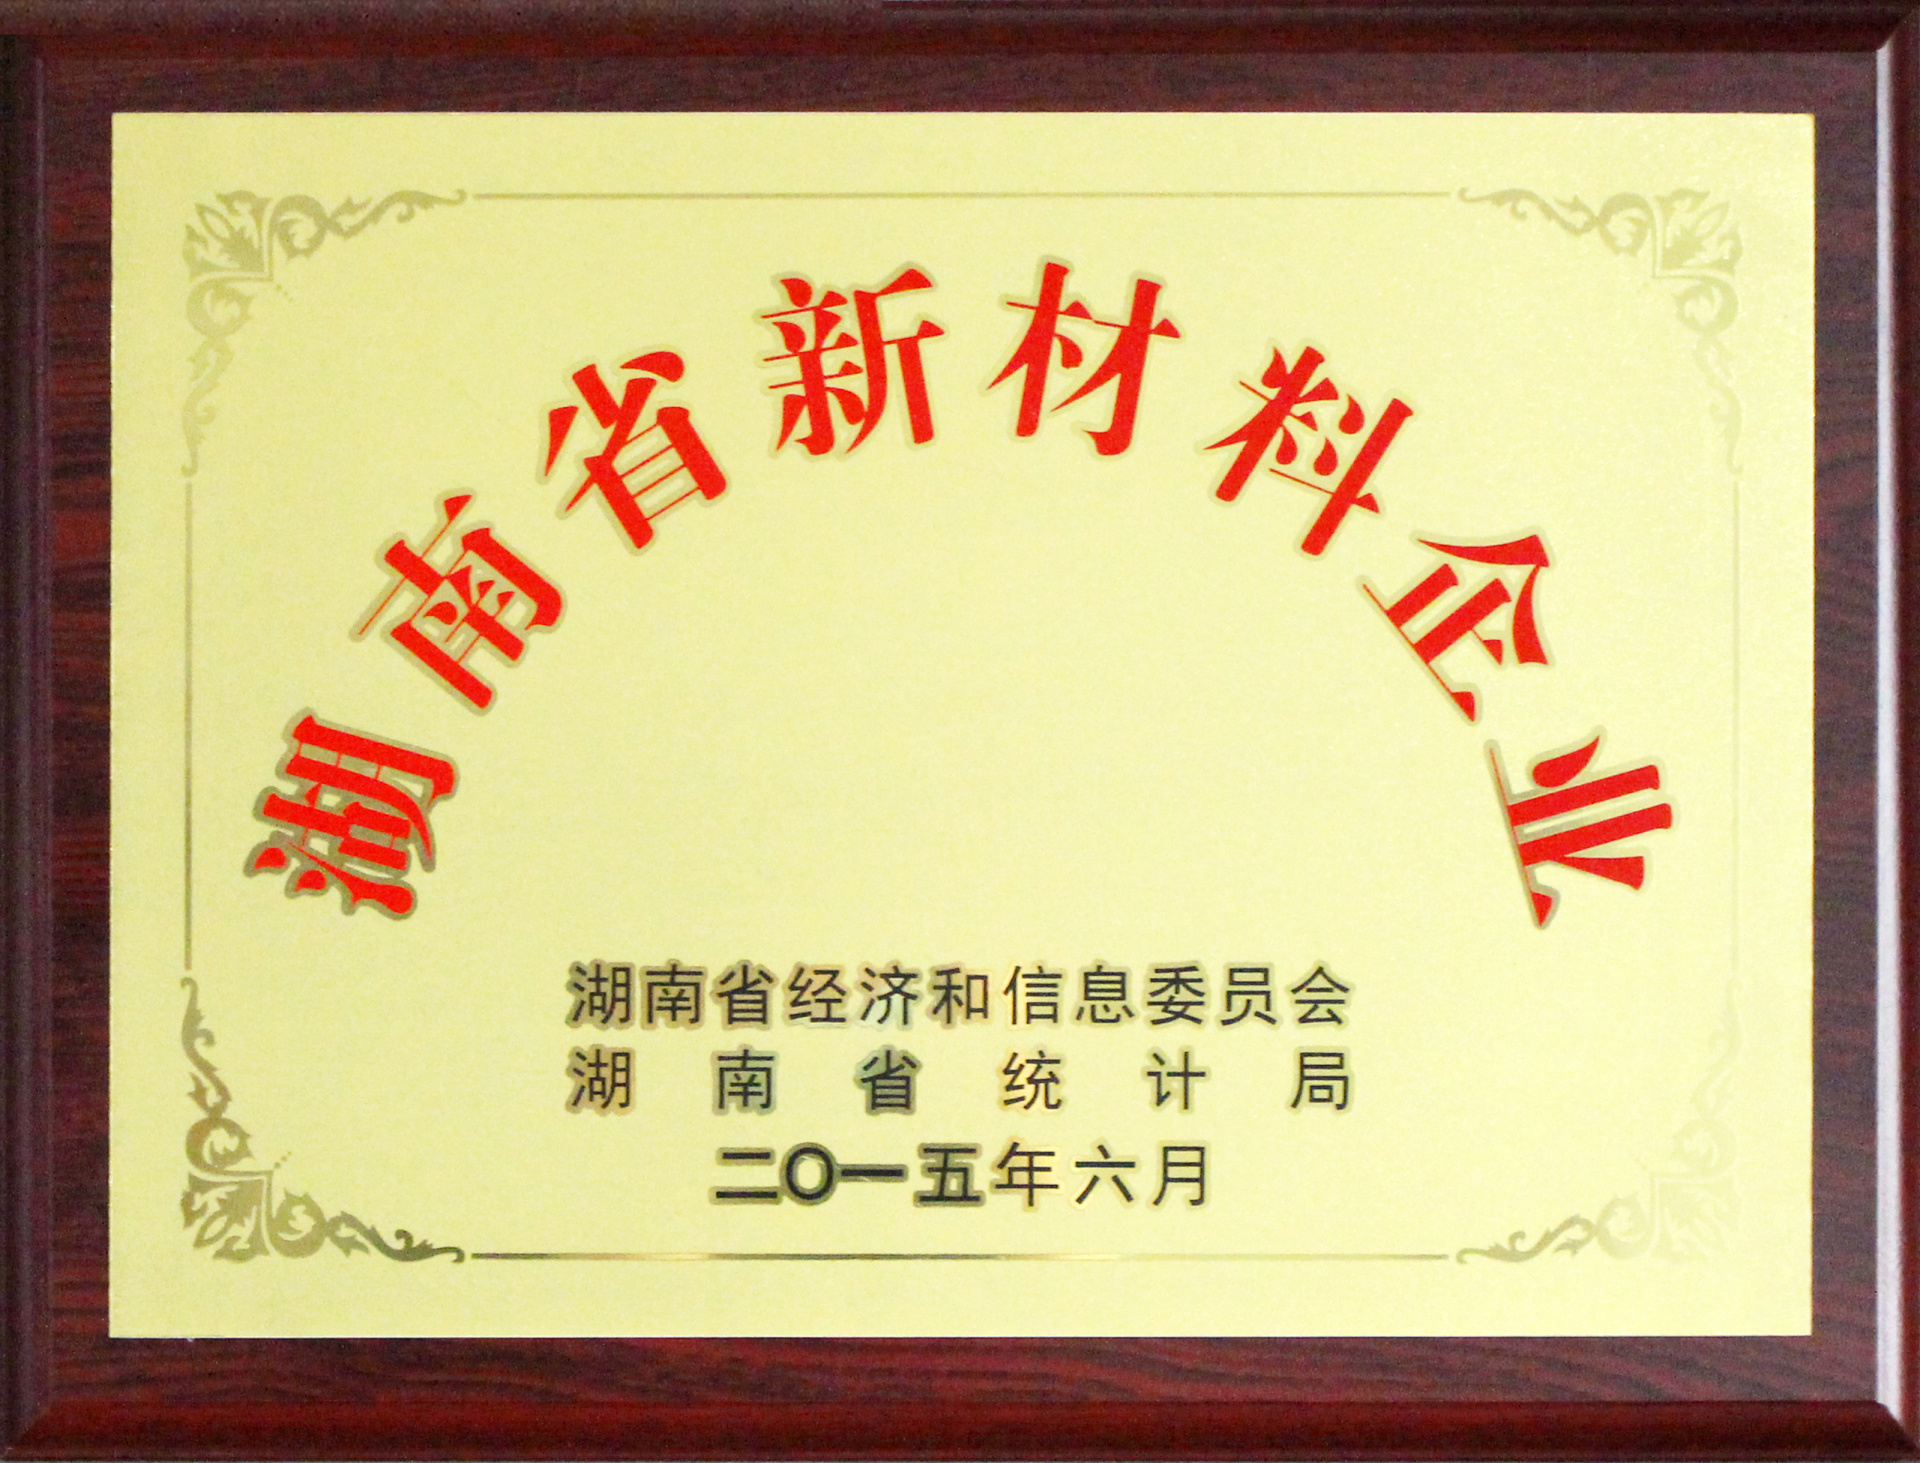 湖南省新材料企业
湖南省经济和信息委员会
湖南省统计局
二〇一五年六月